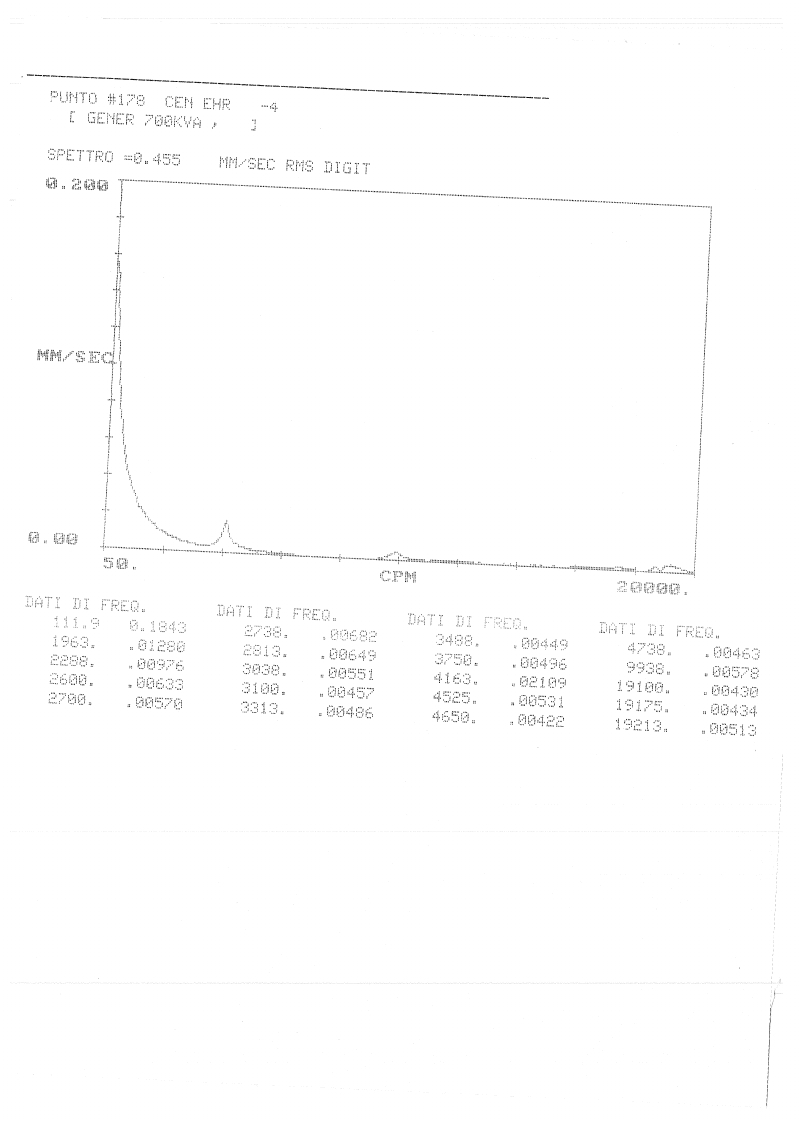 PUNTO #178 CEN EHR -4
[ GENER 700KVA , ]
SPETTRO =0.455 MM/SEC RMS DIGIT
0.200
MM/SEC
0.00
50. CPM 20000.
DATI DI FREQ. DATI DI FREQ. DATI DI FREQ. DATI DI FREQ.
111.9 0.1843 2738. .00682 3488. .00449 4738. .00463
1963. .01280 2813. .00649 3750. .00496 9938. .00578
2288. .00976 3038. .00551 4163. .02109 19100. .00430
2600. .00633 3100. .00457 4525. .00531 19175. .00434
2700. .00570 3313. .00486 4650. .00422 19213. .00513